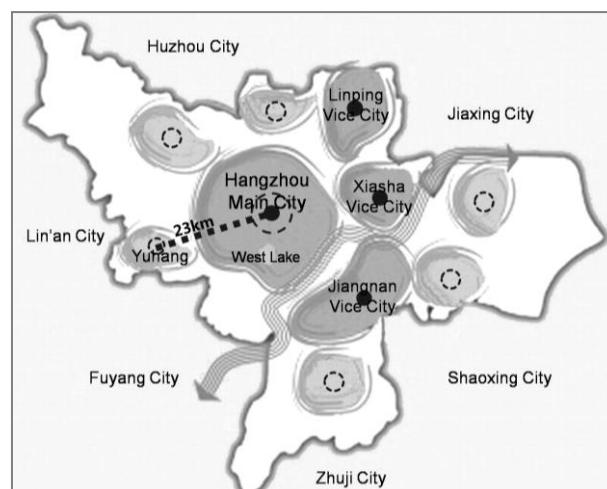 Huzhou City
Linping
Vice City
Jiaxing City
Hangzhou
Main City
Xiasha
Vice City
23km
Lin'an City
Yuhang
West Lake
Jiangnan
Vice City
Fuyang City
Shaoxing City
Zhuji City